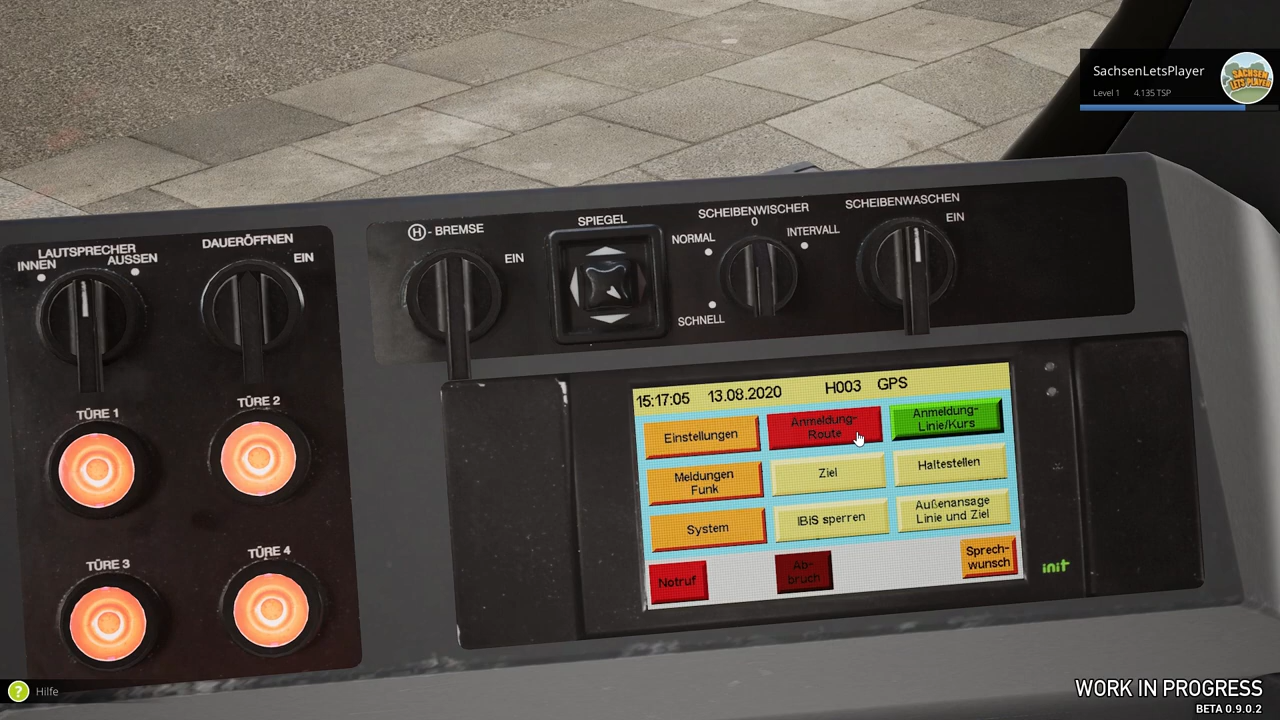 SachsenLetsPlayer
Level 1 4.135 TSP
SACHSEN
LETS PLAYER
LAUTSPRECHER
INNEN AUSSEN
DAUERÖFFNEN
EIN
H - BREMSE
EIN
SPIEGEL
SCHEIBENWISCHER
0
NORMAL INTERVALL
SCHNELL
SCHEIBENWASCHEN
EIN
TÜRE 1
TÜRE 2
TÜRE 3
TÜRE 4
15:17:05 13.08.2020 H003 GPS
Einstellungen
Anmeldung-
Route
Anmeldung-
Linie/Kurs
Meldungen
Funk
Ziel
Haltestellen
System
IBIS sperren
Außenansage
Linie und Ziel
Notruf
Ab-
bruch
Sprech-
wunsch
init
? Hilfe
WORK IN PROGRESS
BETA 0.9.0.2